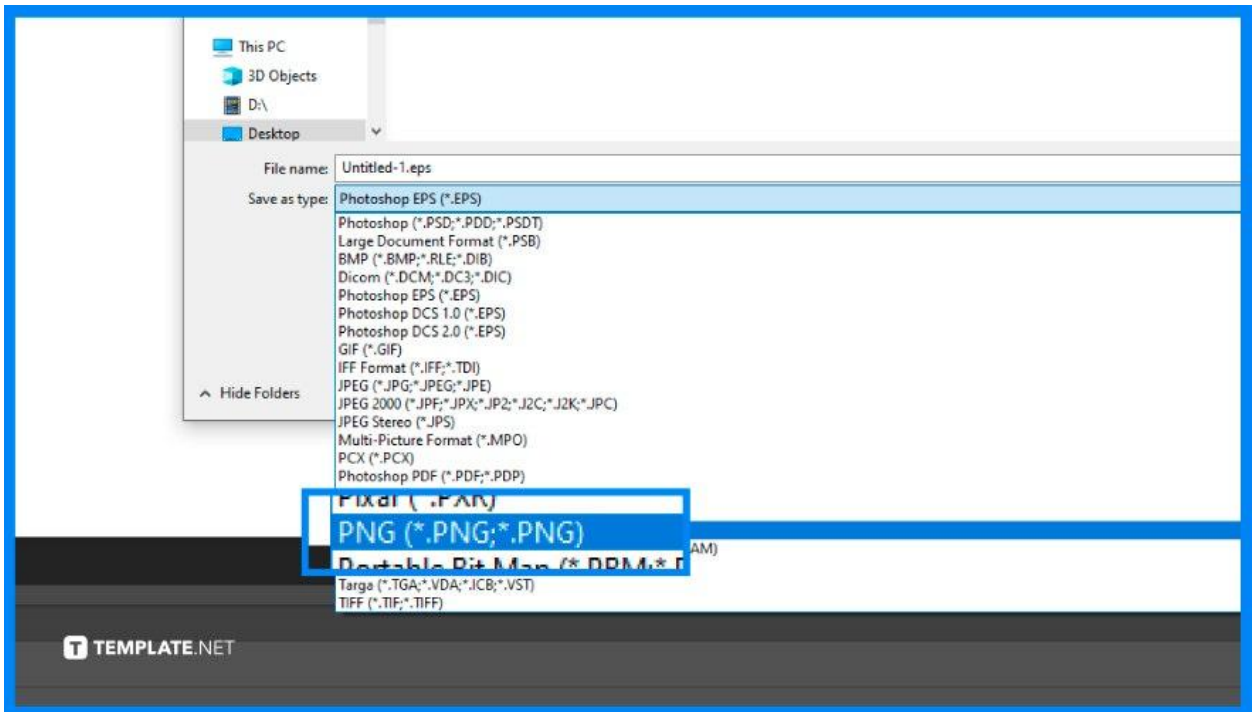 This PC
3D Objects
D:\
Desktop
File name: Untitled-1.eps
Save as type: Photoshop EPS (*.EPS)
Photoshop (*.PSD;*.PDD;*.PSDT)
Large Document Format (*.PSB)
BMP (*.BMP;*.RLE;*.DIB)
Dicom (*.DCM;*.DC3;*.DIC)
Photoshop EPS (*.EPS)
Photoshop DCS 1.0 (*.EPS)
Photoshop DCS 2.0 (*.EPS)
GIF (*.GIF)
IFF Format (*.IFF;*.TDI)
JPEG (*.JPG;*.JPEG;*.JPE)
Hide Folders
JPEG 2000 (*.JPF;*.JPX;*.JP2;*.J2C;*.J2K;*.JPC)
JPEG Stereo (*.JPS)
Multi-Picture Format (*.MPO)
PCX (*.PCX)
Photoshop PDF (*.PDF;*.PDP)
Pixar (*.PXR)
PNG (*.PNG;*.PNG)
Portable Bit Map (*.PBM;*.
AM)
Targa (*.TGA;*.VDA;*.ICB;*.VST)
TIFF (*.TIF;*.TIFF)
T TEMPLATE.NET